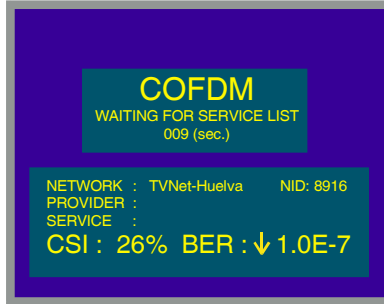 COFDM
WAITING FOR SERVICE LIST
009 (sec.)
NETWORK : TVNet-Huelva NID: 8916
PROVIDER :
SERVICE :
CSI : 26% BER : ↓ 1.0E-7